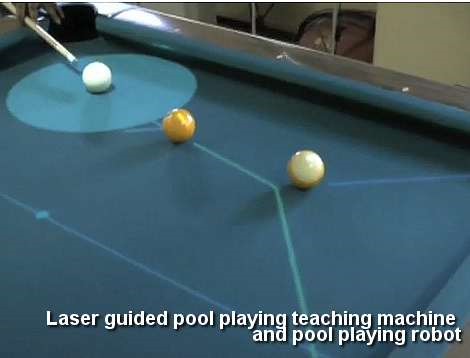 Laser guided pool playing teaching machine
and pool playing robot